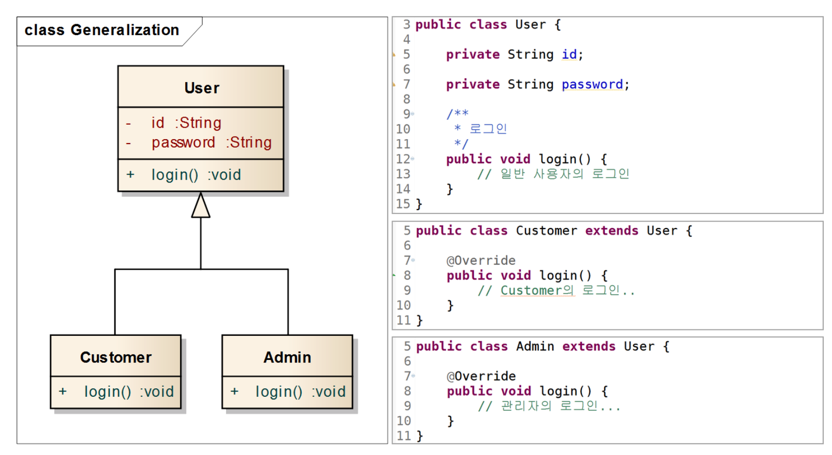 class Generalization
User
- id :String
- password :String
+ login() :void
Customer
+ login() :void
Admin
+ login() :void
3 public class User {
4
5 private String id;
6
7 private String password;
8
9 /**
10 * 로그인
11 */
12 public void login() {
13 // 일반 사용자의 로그인
14 }
15 }
5 public class Customer extends User {
6
7 @Override
8 public void login() {
9 // Customer의 로그인..
10 }
11 }
5 public class Admin extends User {
6
7 @Override
8 public void login() {
9 // 관리자의 로그인...
10 }
11 }